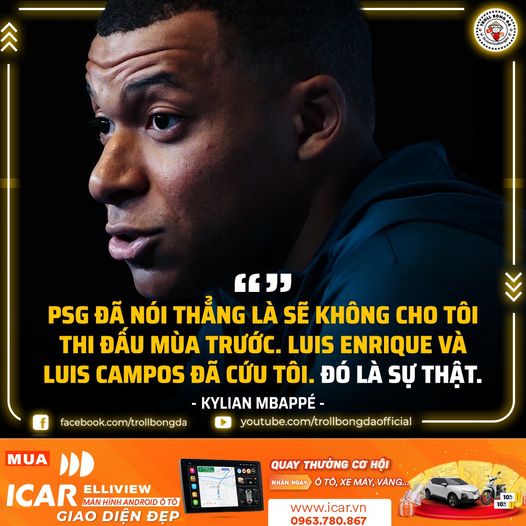 TROLL BÓNG ĐÁ
PSG ĐÃ NÓI THẲNG LÀ SẼ KHÔNG CHO TÔI
THI ĐẤU MÙA TRƯỚC. LUIS ENRIQUE VÀ
LUIS CAMPOS ĐÃ CỨU TÔI. ĐÓ LÀ SỰ THẬT.
- KYLIAN MBAPPÉ -
facebook.com/trollbongda
youtube.com/trollbongdaofficial
MUA
ICAR
ELLIVIEW
MÀN HÌNH ANDROID Ô TÔ
GIAO DIỆN ĐẸP
QUAY THƯỞNG CƠ HỘI
NHẬN NGAY Ô TÔ, XE MÁY, VÀNG...
www.icar.vn
0963.780.867